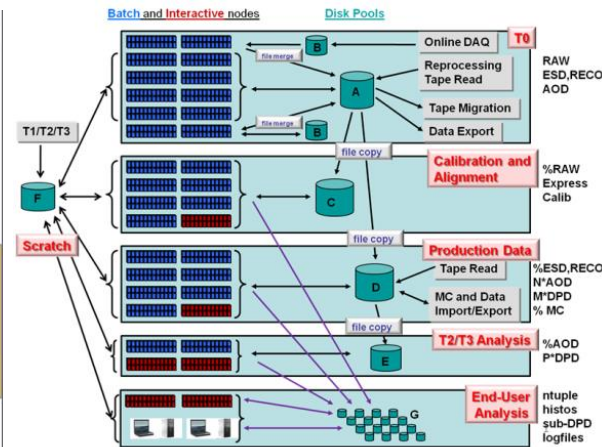 Batch and Interactive nodes
Disk Pools
T0
B
Online DAQ
file merge
Reprocessing
Tape Read
A
Tape Migration
file merge
B
Data Export
RAW
ESD,RECO
AOD
T1/T2/T3
F
Scratch
file copy
Calibration and
Alignment
C
%RAW
Express
Calib
file copy
Production Data
D
Tape Read
MC and Data
Import/Export
%ESD,RECO
N*AOD
M*DPD
% MC
file copy
T2/T3 Analysis
E
%AOD
P*DPD
End-User
Analysis
G
ntuple
histos
sub-DPD
logfiles